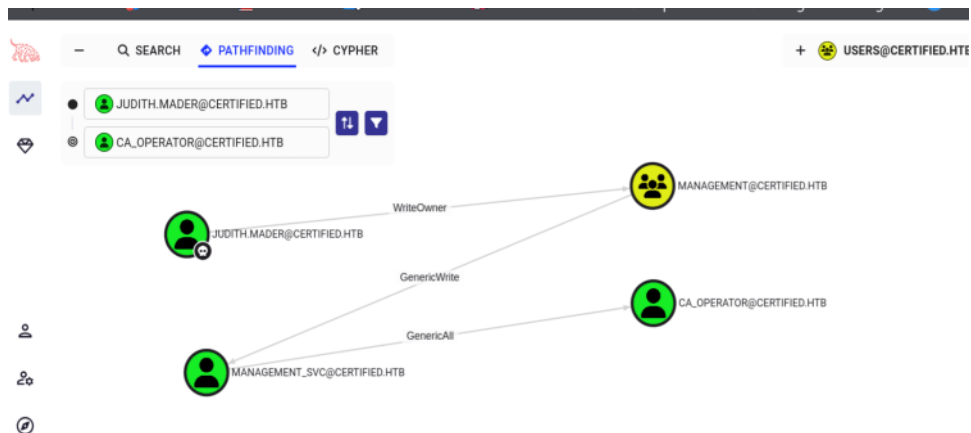 SEARCH
PATHFINDING
</> CYPHER
+ USERS@CERTIFIED.HTB
JUDITH.MADER@CERTIFIED.HTB
CA_OPERATOR@CERTIFIED.HTB
MANAGEMENT@CERTIFIED.HTB
WriteOwner
JUDITH.MADER@CERTIFIED.HTB
GenericWrite
CA_OPERATOR@CERTIFIED.HTB
GenericAll
MANAGEMENT_SVC@CERTIFIED.HTB